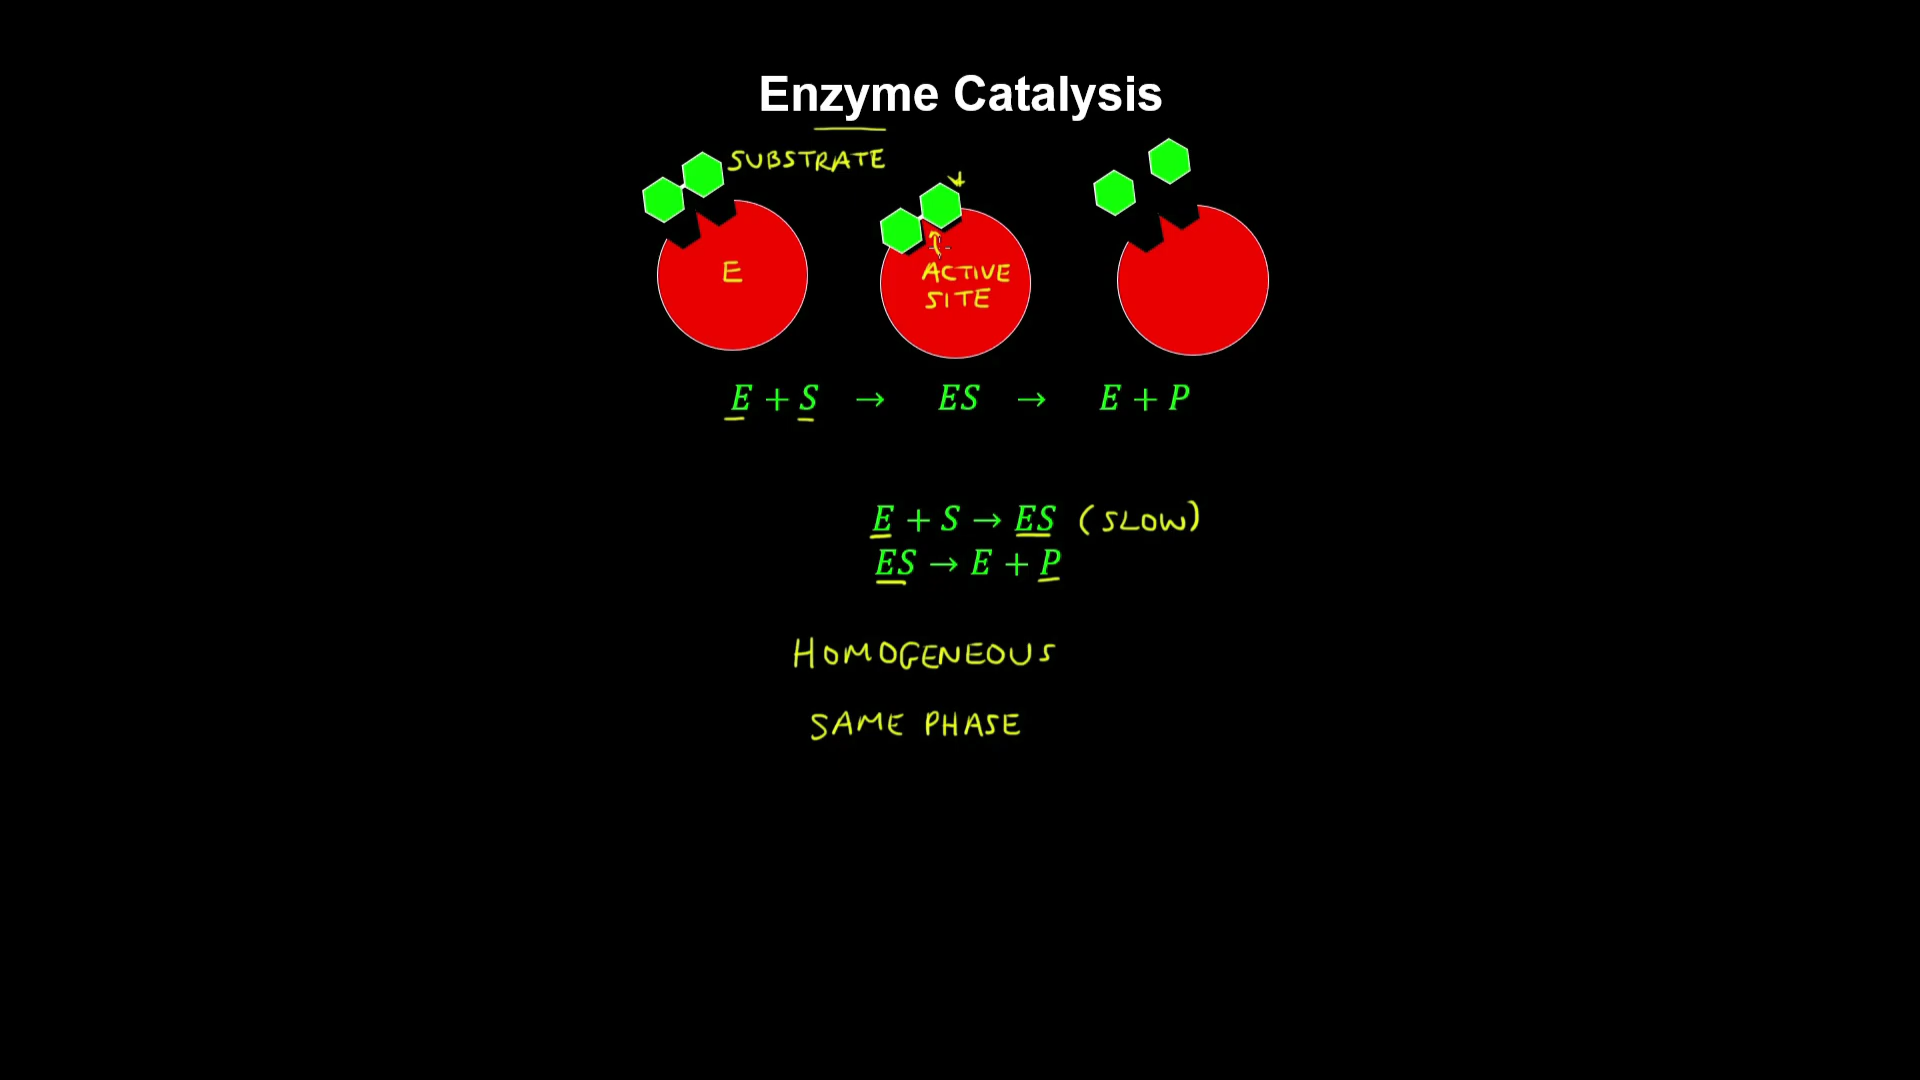 Enzyme Catalysis
SUBSTRATE
E
ACTIVE
SITE
E + S → ES → E + P
E + S → ES (SLOW)
ES → E + P
HOMOGENEOUS
SAME PHASE